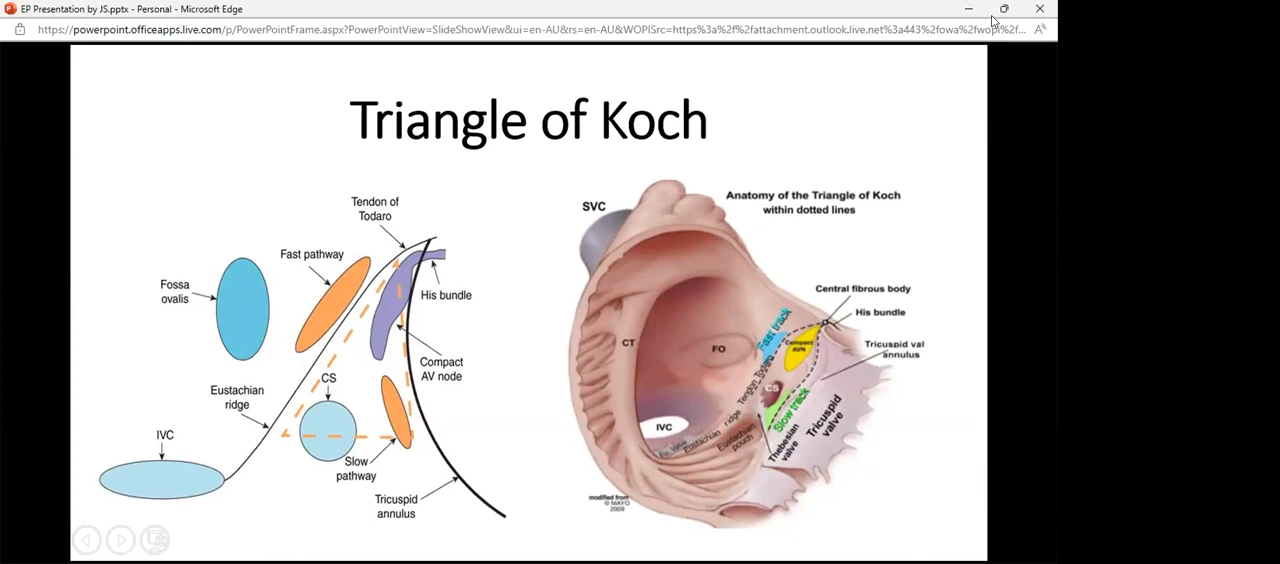 EP Presentation by JS.pptx - Personal - Microsoft Edge
https://powerpoint.officeapps.live.com/p/PowerPointFrame.aspx?PowerPointView=SlideShowView&ui=en-AU&rs=en-AU&WOPISrc=https%3a%2f%2fattachment.outlook.live.net%3a443%2fowa%2fwopi%2f...
Triangle of Koch
Tendon of
Todaro
Fast pathway
Fossa
ovalis
His bundle
Compact
AV node
CS
Eustachian
ridge
IVC
Slow
pathway
Tricuspid
annulus
Anatomy of the Triangle of Koch
within dotted lines
SVC
Central fibrous body
His bundle
Tricuspid val
annulus
Fast track
Compact
AVN
CT
FO
Tendon Todaro
CS
Slow track
IVC
Eu. Valve
Eustachian ridge
Eustachian
pouch
Thebesian
valve
Tricuspid
valve
modified from
© MAYO
2009